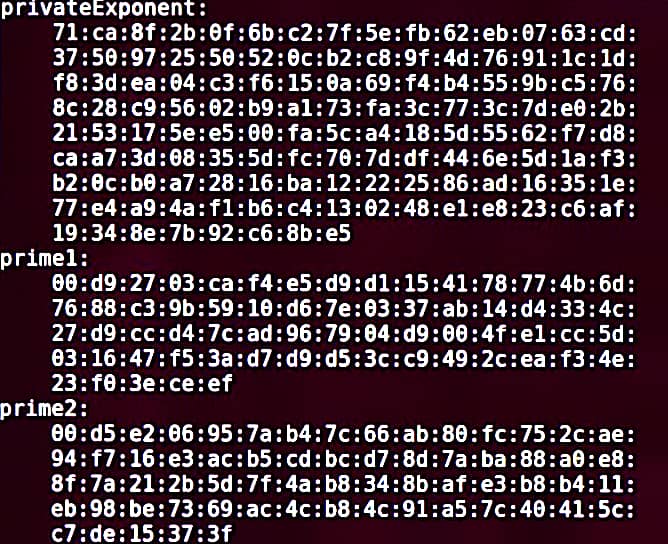 privateExponent:
71:ca:8f:2b:0f:6b:c2:7f:5e:fb:62:eb:07:63:cd:
37:50:97:25:50:52:0c:b2:c8:9f:4d:76:91:1c:1d:
f8:3d:ea:04:c3:f6:15:0a:69:f4:b4:55:9b:c5:76:
8c:28:c9:56:02:b9:a1:73:fa:3c:77:3c:7d:e0:2b:
21:53:17:5e:e5:00:fa:5c:a4:18:5d:55:62:f7:d8:
ca:a7:3d:08:35:5d:fc:70:7d:df:44:6e:5d:1a:f3:
b2:0c:b0:a7:28:16:ba:12:22:25:86:ad:16:35:1e:
77:e4:a9:4a:f1:b6:c4:13:02:48:e1:e8:23:c6:af:
19:34:8e:7b:92:c6:8b:e5
prime1:
00:d9:27:03:ca:f4:e5:d9:d1:15:41:78:77:4b:6d:
76:88:c3:9b:59:10:d6:7e:03:37:ab:14:d4:33:4c:
27:d9:cc:d4:7c:ad:96:79:04:d9:00:4f:e1:cc:5d:
03:16:47:f5:3a:d7:d9:d5:3c:c9:49:2c:ea:f3:4e:
23:f0:3e:ce:ef
prime2:
00:d5:e2:06:95:7a:b4:7c:66:ab:80:fc:75:2c:ae:
94:f7:16:e3:ac:b5:cd:bc:d7:8d:7a:ba:88:a0:e8:
8f:7a:21:2b:5d:7f:4a:b8:34:8b:af:e3:b8:b4:11:
eb:98:be:73:69:ac:4c:b8:4c:91:a5:7c:40:41:5c:
c7:de:15:37:3f